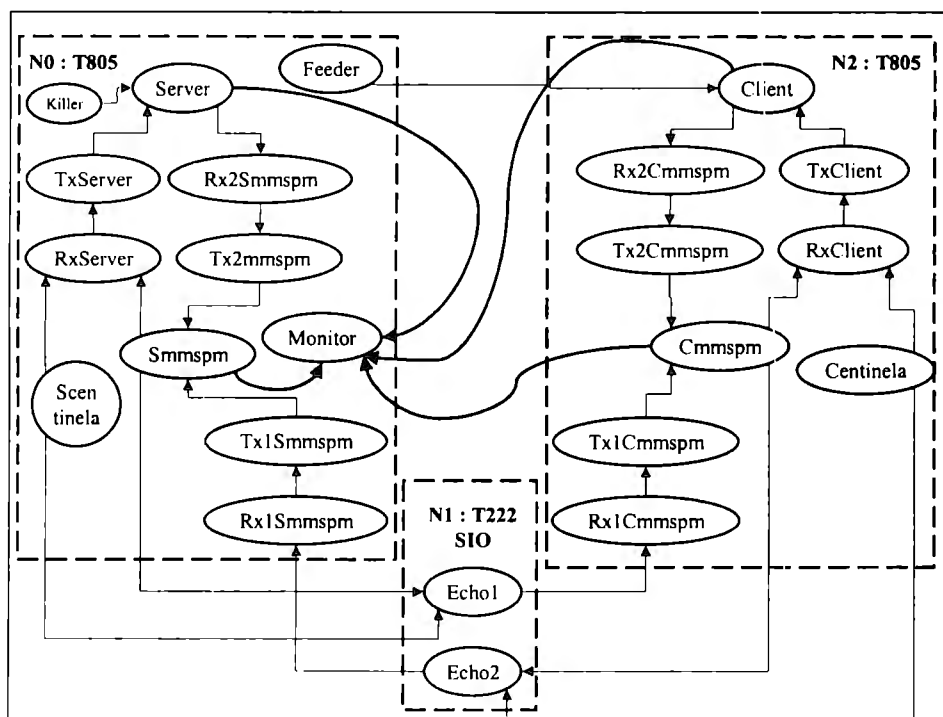 N0 : T805
Killer
Server
Feeder
TxServer
Rx2Smmspm
RxServer
Tx2mmspm
Smmspm
Monitor
Scen
tinela
Tx1Smmspm
Rx1Smmspm
N1 : T222
SIO
Echo1
Echo2
N2 : T805
Client
Rx2Cmmspm
TxClient
Tx2Cmmspm
RxClient
Cmmspm
Centinela
Tx1Cmmspm
Rx1Cmmspm